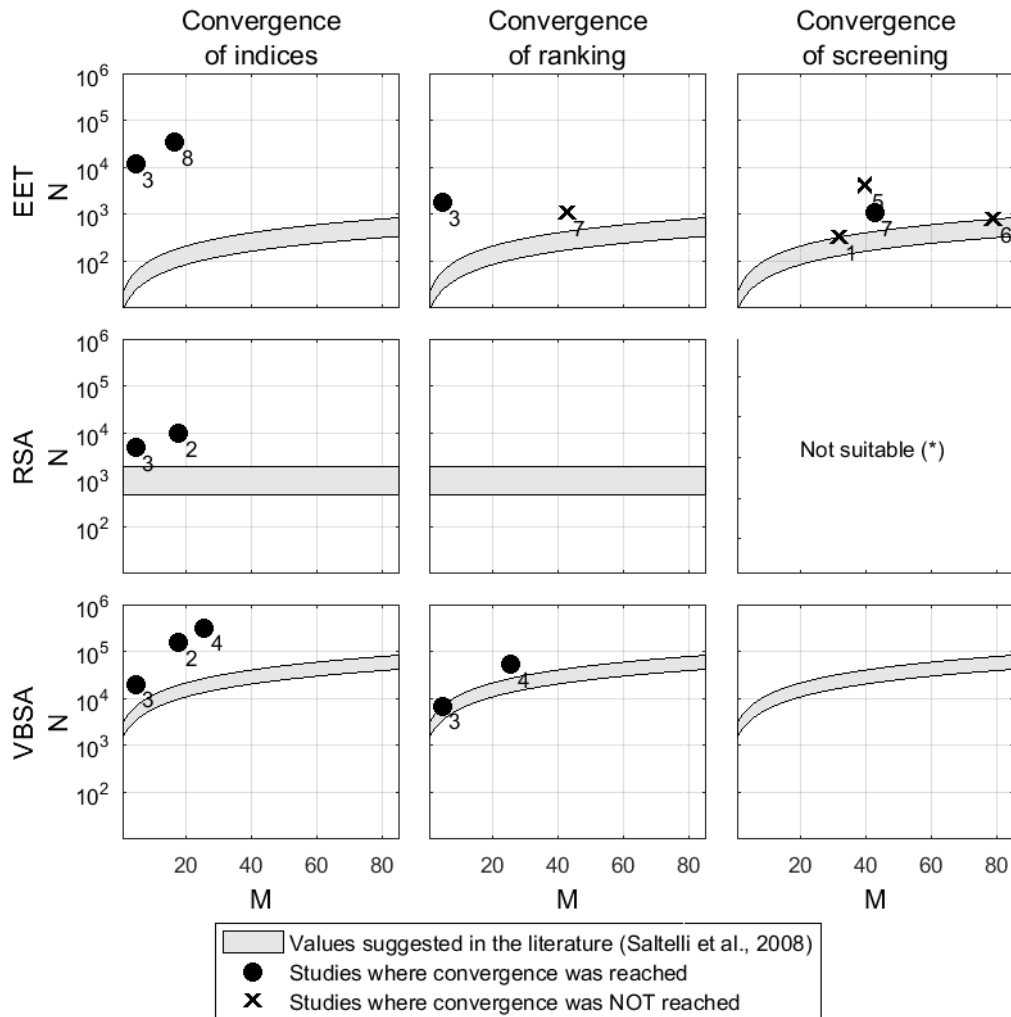 Convergence of indices
Convergence of ranking
Convergence of screening
EET
N
10^6
10^5
10^4
10^3
10^2
3
8
3
7
5
7
1
6
RSA
N
10^6
10^5
10^4
10^3
10^2
3
2
Not suitable (*)
VBSA
N
10^6
10^5
10^4
10^3
10^2
3
2
4
3
4
20 40 60 80
20 40 60 80
20 40 60 80
M
M
M
Values suggested in the literature (Saltelli et al., 2008)
Studies where convergence was reached
Studies where convergence was NOT reached